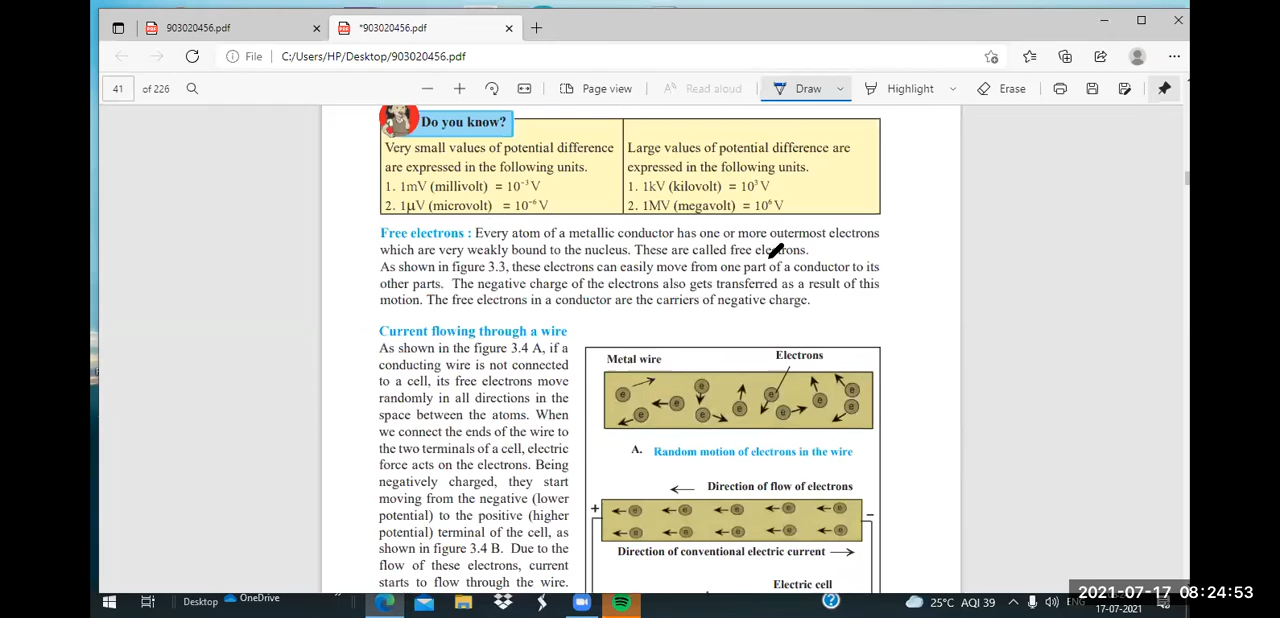 903020456.pdf
*903020456.pdf
File C:/Users/HP/Desktop/903020456.pdf
41 of 226 Page view Read aloud Draw Highlight Erase
Do you know?
Very small values of potential difference
are expressed in the following units.
1. 1mV (millivolt) = 10⁻³ V
2. 1μV (microvolt) = 10⁻⁶ V
Large values of potential difference are
expressed in the following units.
1. 1kV (kilovolt) = 10³ V
2. 1MV (megavolt) = 10⁶ V
Free electrons : Every atom of a metallic conductor has one or more outermost electrons
which are very weakly bound to the nucleus. These are called free electrons.
As shown in figure 3.3, these electrons can easily move from one part of a conductor to its
other parts. The negative charge of the electrons also gets transferred as a result of this
motion. The free electrons in a conductor are the carriers of negative charge.
Current flowing through a wire
As shown in the figure 3.4 A, if a
conducting wire is not connected
to a cell, its free electrons move
randomly in all directions in the
space between the atoms. When
we connect the ends of the wire to
the two terminals of a cell, electric
force acts on the electrons. Being
negatively charged, they start
moving from the negative (lower
potential) to the positive (higher
potential) terminal of the cell, as
shown in figure 3.4 B. Due to the
flow of these electrons, current
starts to flow through the wire.
Metal wire
Electrons
e e e e e e e e e e e
A. Random motion of electrons in the wire
Direction of flow of electrons
+ −
e e e e e
e e e e e
Direction of conventional electric current
Electric cell
Desktop OneDrive
25°C AQI 39 ENG
2021-07-17 08:24:53
17-07-2021